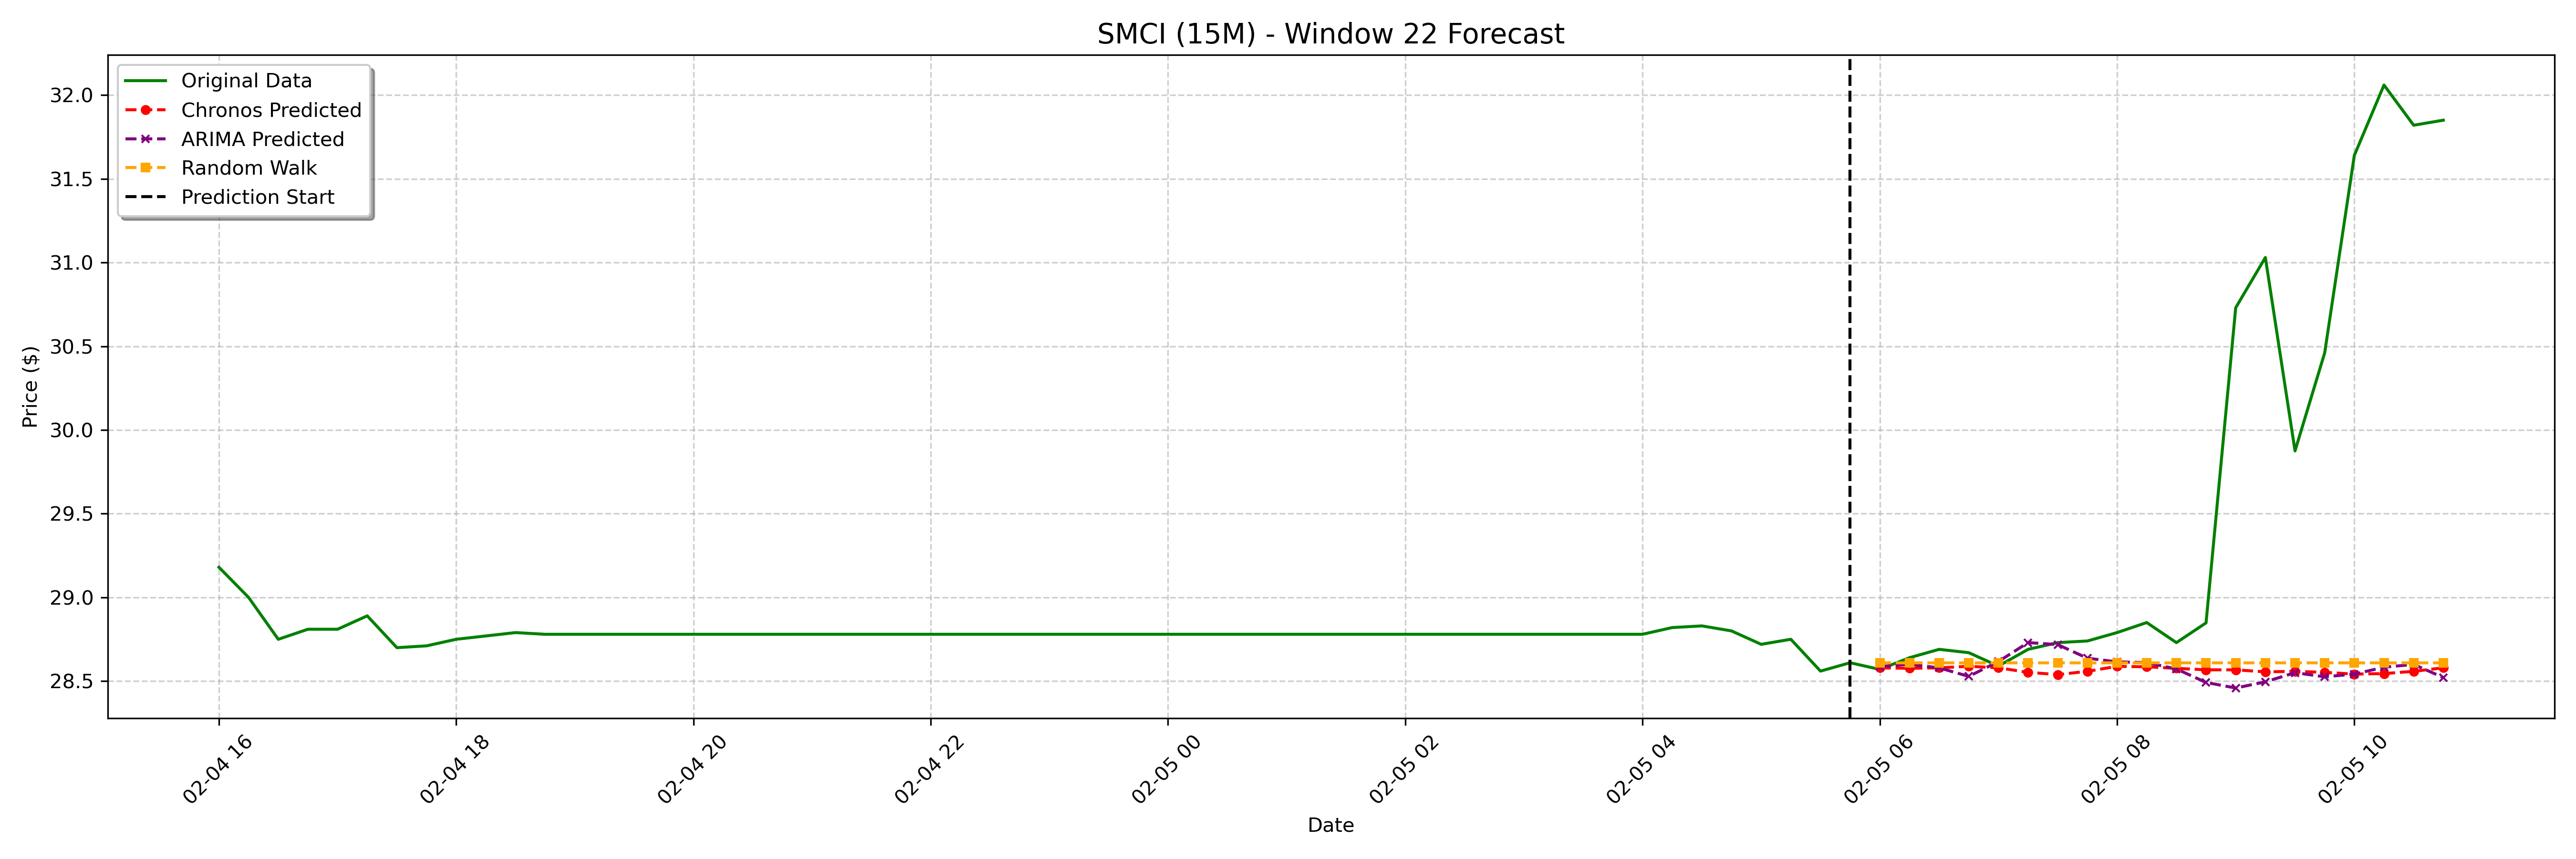 SMCI (15M) - Window 22 Forecast
Original Data
Chronos Predicted
ARIMA Predicted
Random Walk
Prediction Start
Price ($)
32.0
31.5
31.0
30.5
30.0
29.5
29.0
28.5
02-04 16
02-04 18
02-04 20
02-04 22
02-05 00
02-05 02
02-05 04
02-05 06
02-05 08
02-05 10
Date